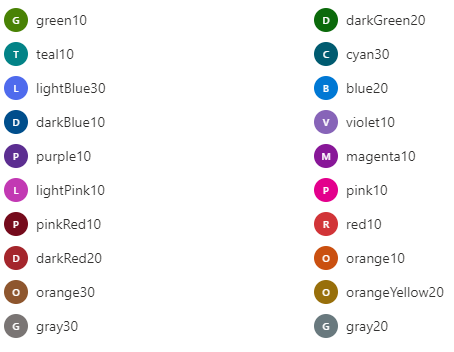 G green10 D darkGreen20
T teal10 C cyan30
L lightBlue30 B blue20
D darkBlue10 V violet10
P purple10 M magenta10
L lightPink10 P pink10
P pinkRed10 R red10
D darkRed20 O orange10
O orange30 O orangeYellow20
G gray30 G gray20